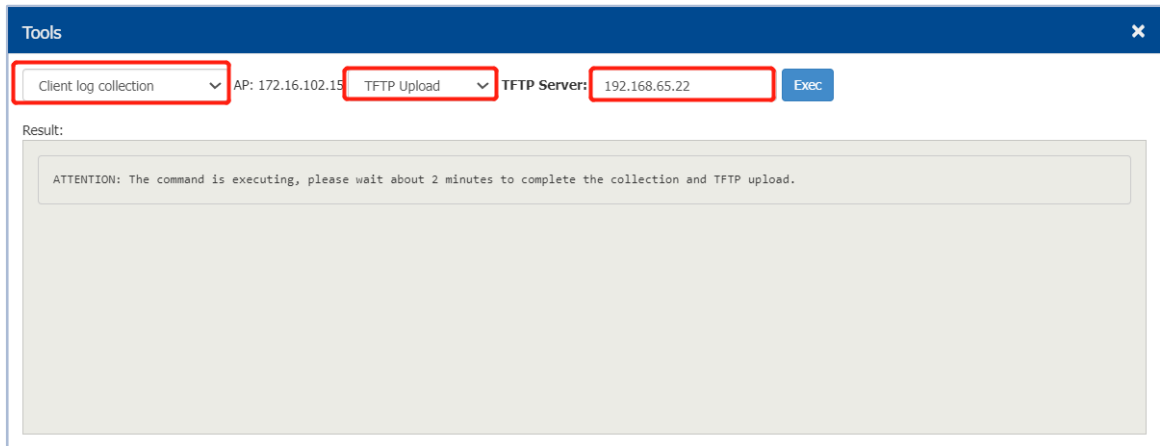 Tools
Client log collection AP: 172.16.102.15 TFTP Upload TFTP Server: 192.168.65.22 Exec
Result:
ATTENTION: The command is executing, please wait about 2 minutes to complete the collection and TFTP upload.